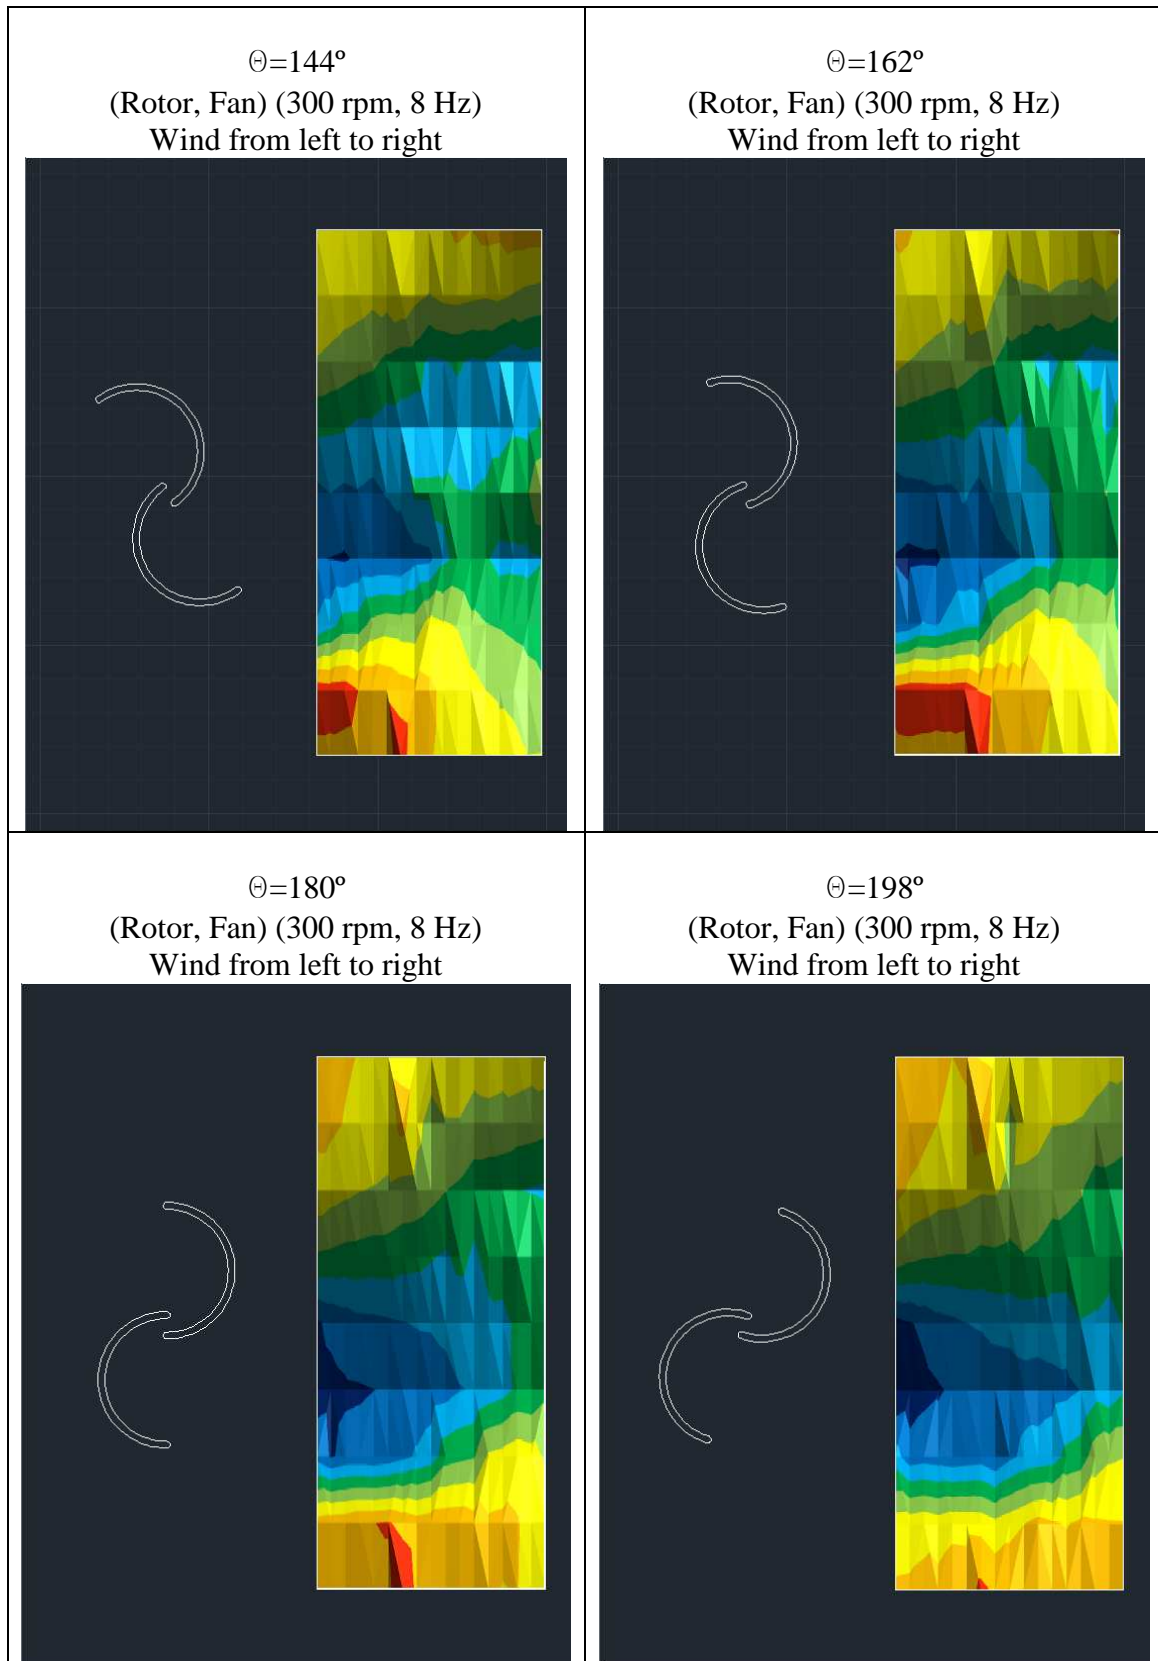 Θ=144º
(Rotor, Fan) (300 rpm, 8 Hz)
Wind from left to right
Θ=162°
(Rotor, Fan) (300 rpm, 8 Hz)
Wind from left to right
Θ=180º
(Rotor, Fan) (300 rpm, 8 Hz)
Wind from left to right
Θ=198°
(Rotor, Fan) (300 rpm, 8 Hz)
Wind from left to right